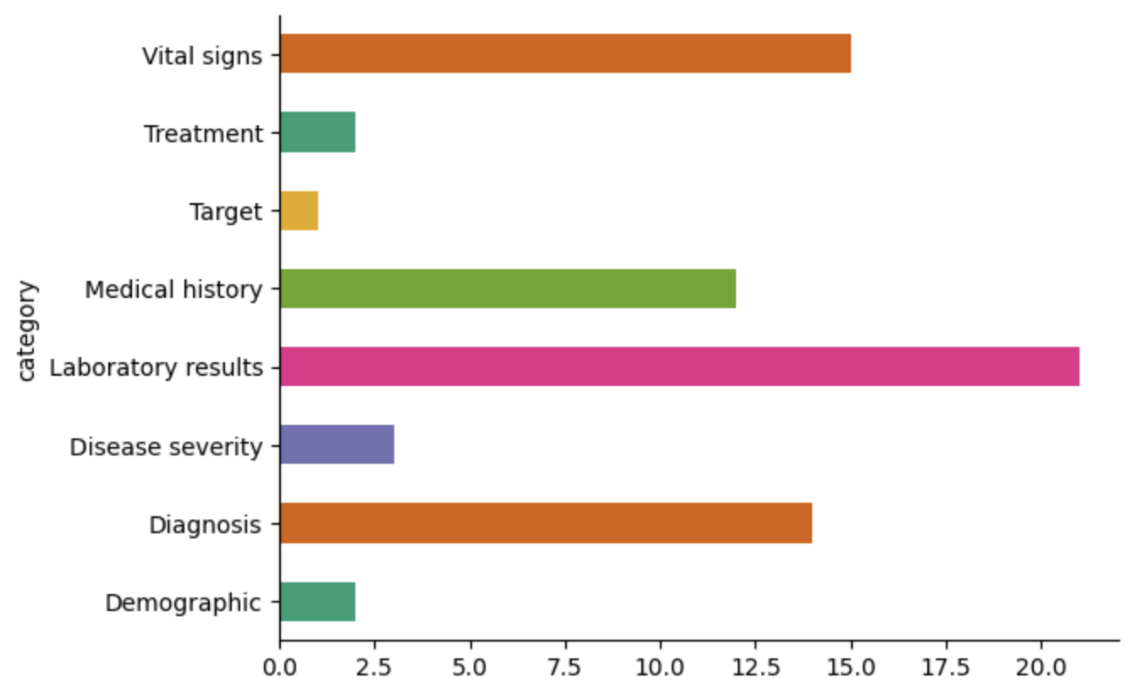 Vital signs
Treatment
Target
Medical history
Laboratory results
Disease severity
Diagnosis
Demographic
category
0.0 2.5 5.0 7.5 10.0 12.5 15.0 17.5 20.0